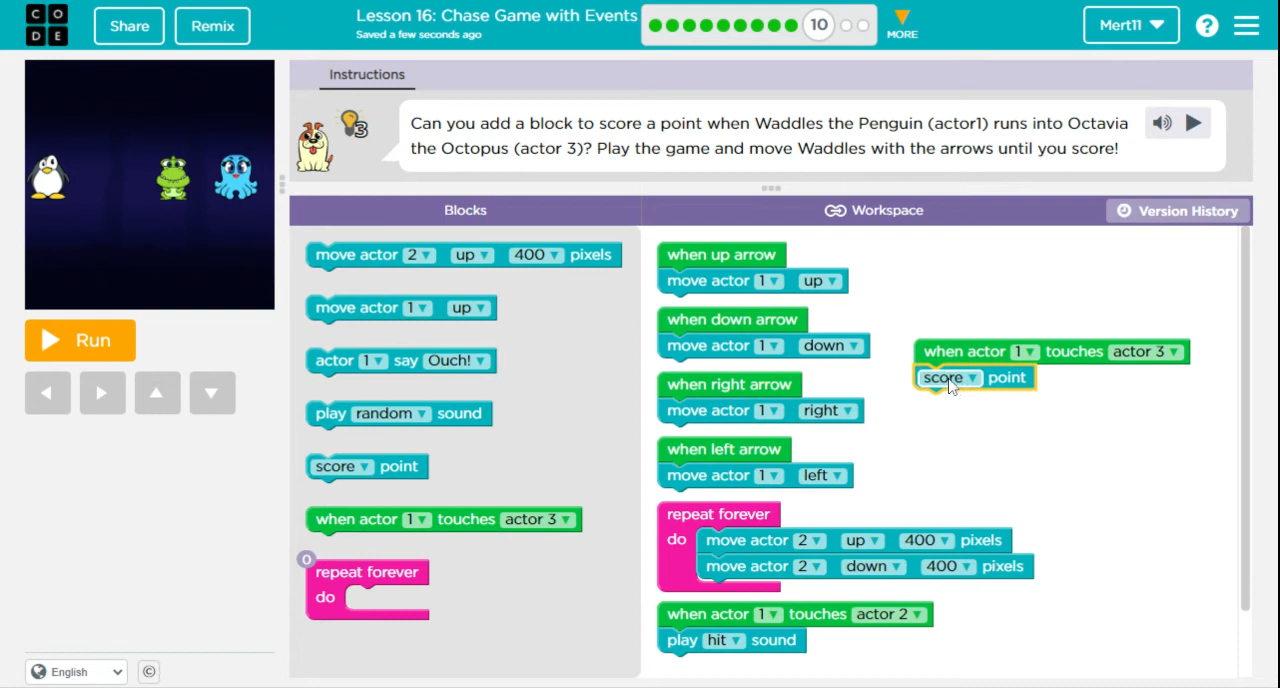 C O
D E
Share
Remix
Lesson 16: Chase Game with Events
Saved a few seconds ago
10
MORE
Mert11
?
Instructions
3
Can you add a block to score a point when Waddles the Penguin (actor1) runs into Octavia
the Octopus (actor 3)? Play the game and move Waddles with the arrows until you score!
Blocks
Workspace
Version History
move actor 2 up 400 pixels
move actor 1 up
actor 1 say Ouch!
play random sound
score point
when actor 1 touches actor 3
0
repeat forever
do
when up arrow
move actor 1 up
when down arrow
move actor 1 down
when right arrow
move actor 1 right
when left arrow
move actor 1 left
repeat forever
do move actor 2 up 400 pixels
move actor 2 down 400 pixels
when actor 1 touches actor 2
play hit sound
when actor 1 touches actor 3
score point
Run
English
©